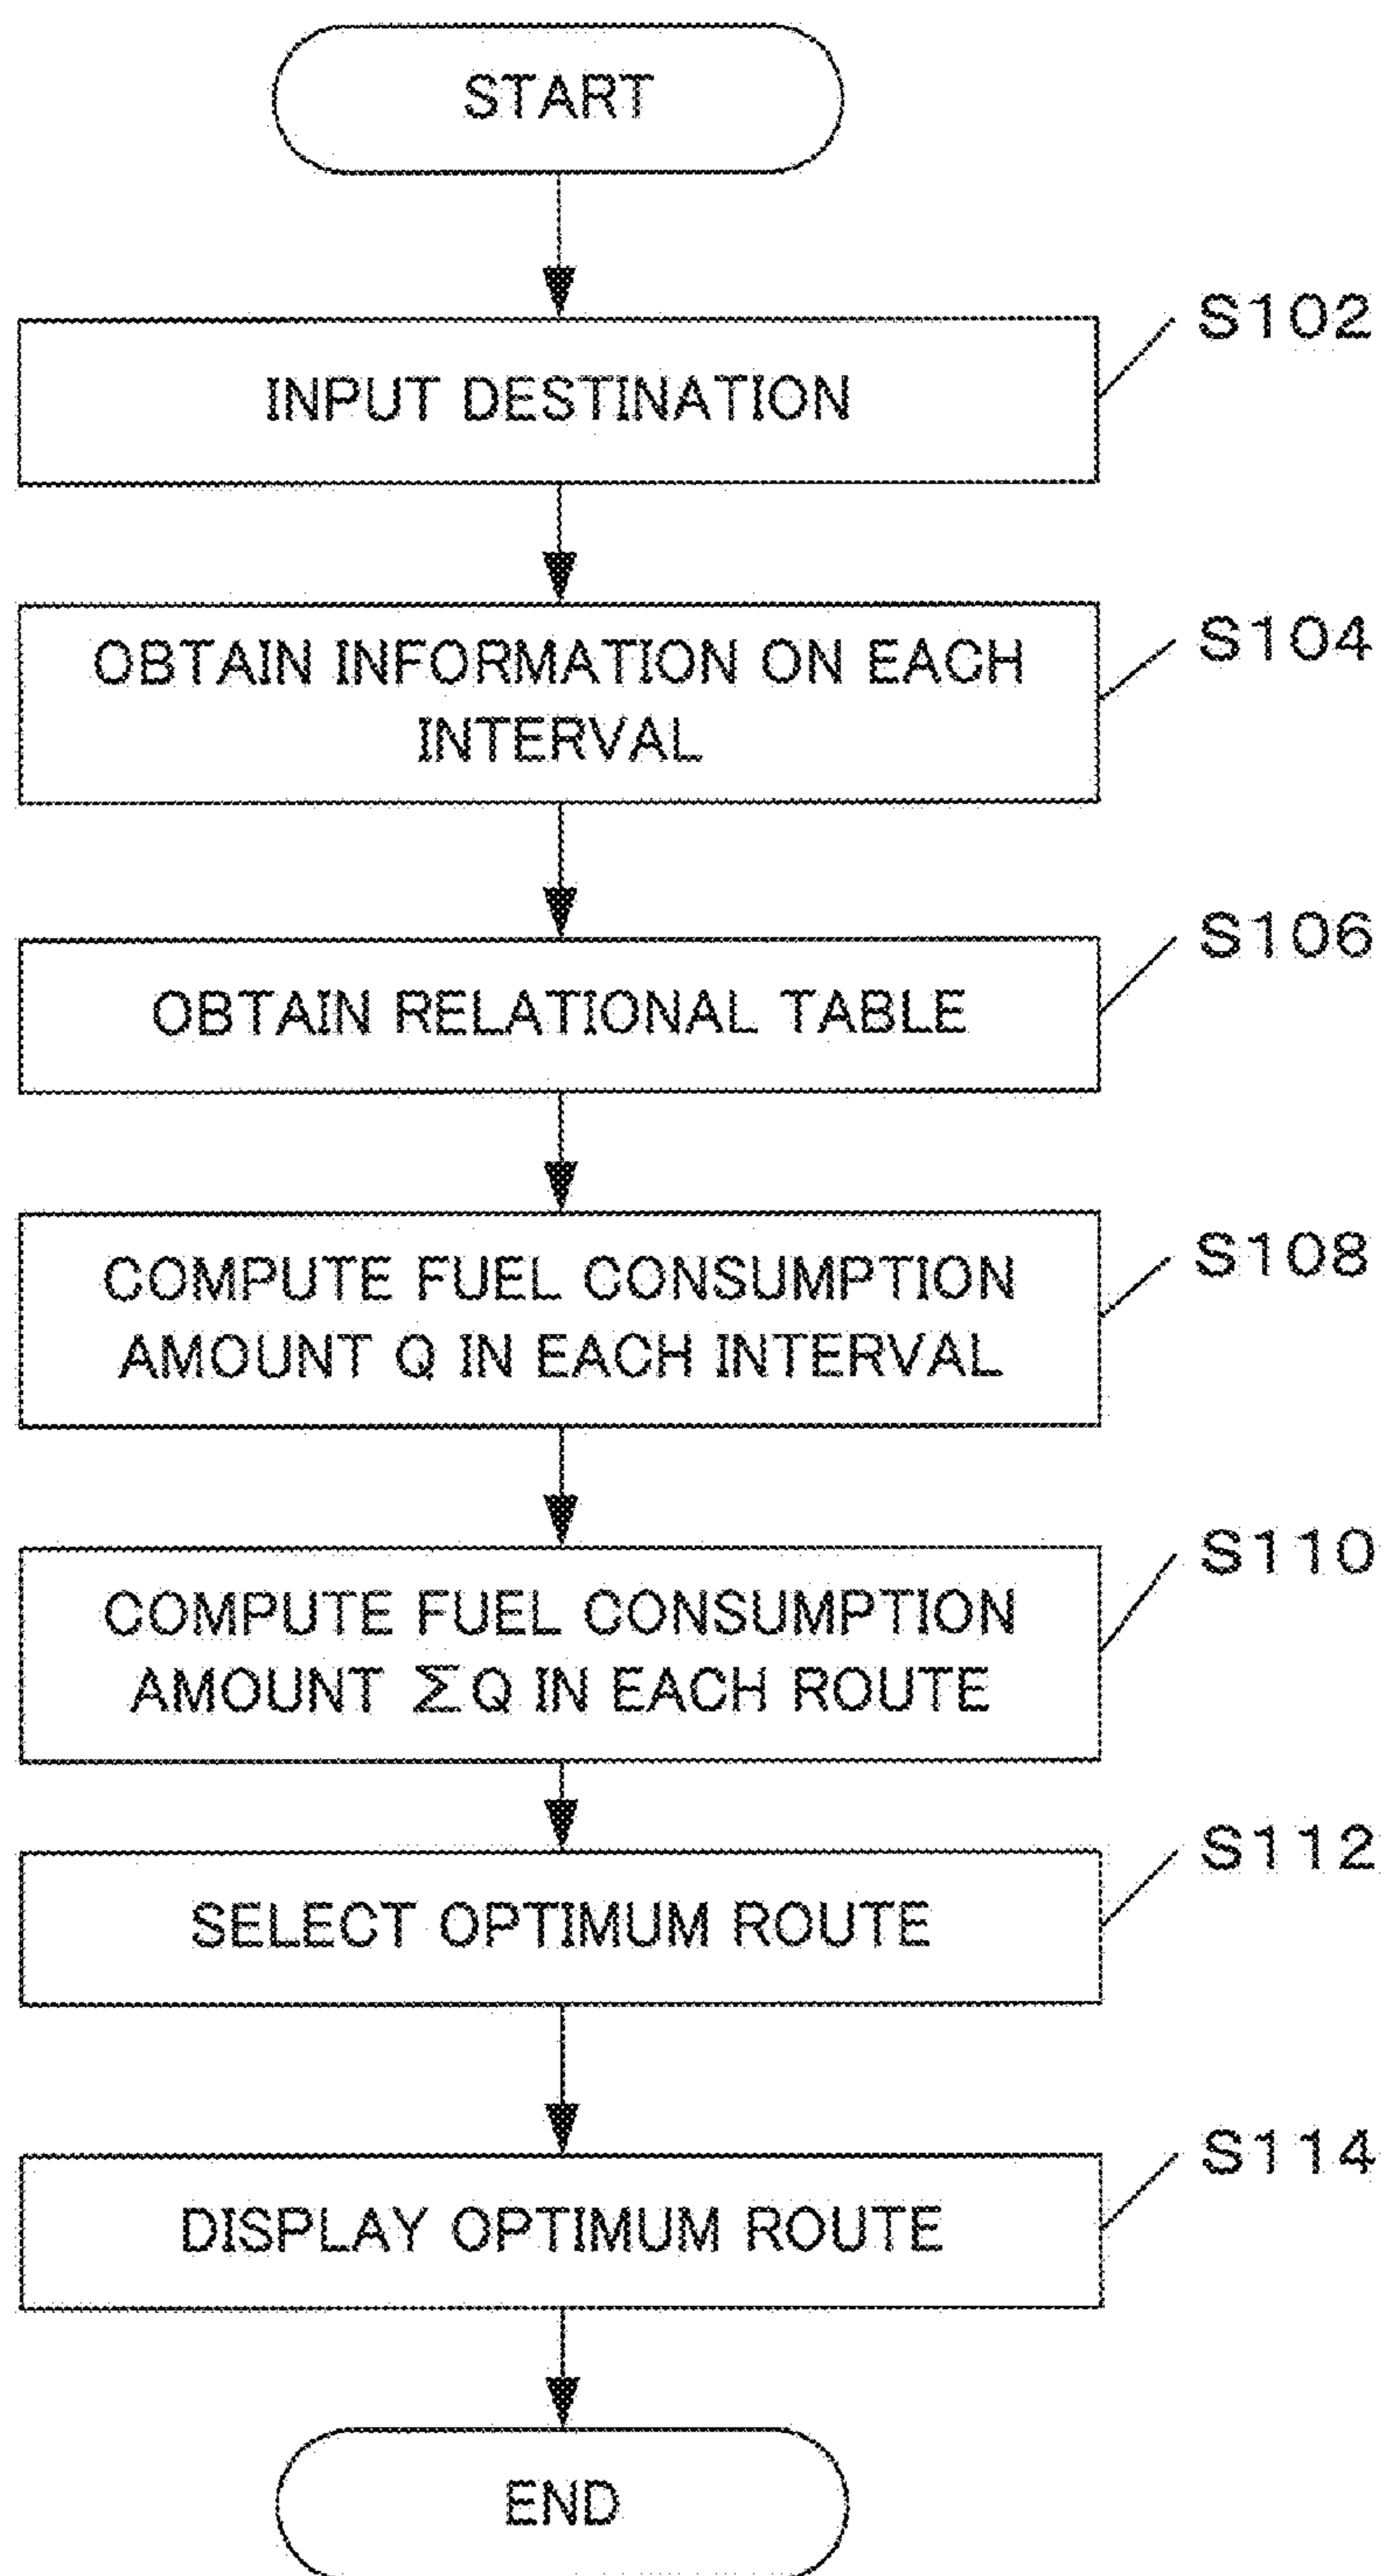 START
S102
INPUT DESTINATION
S104
OBTAIN INFORMATION ON EACH
INTERVAL
S106
OBTAIN RELATIONAL TABLE
S108
COMPUTE FUEL CONSUMPTION
AMOUNT Q IN EACH INTERVAL
S110
COMPUTE FUEL CONSUMPTION
AMOUNT ΣQ IN EACH ROUTE
S112
SELECT OPTIMUM ROUTE
S114
DISPLAY OPTIMUM ROUTE
END